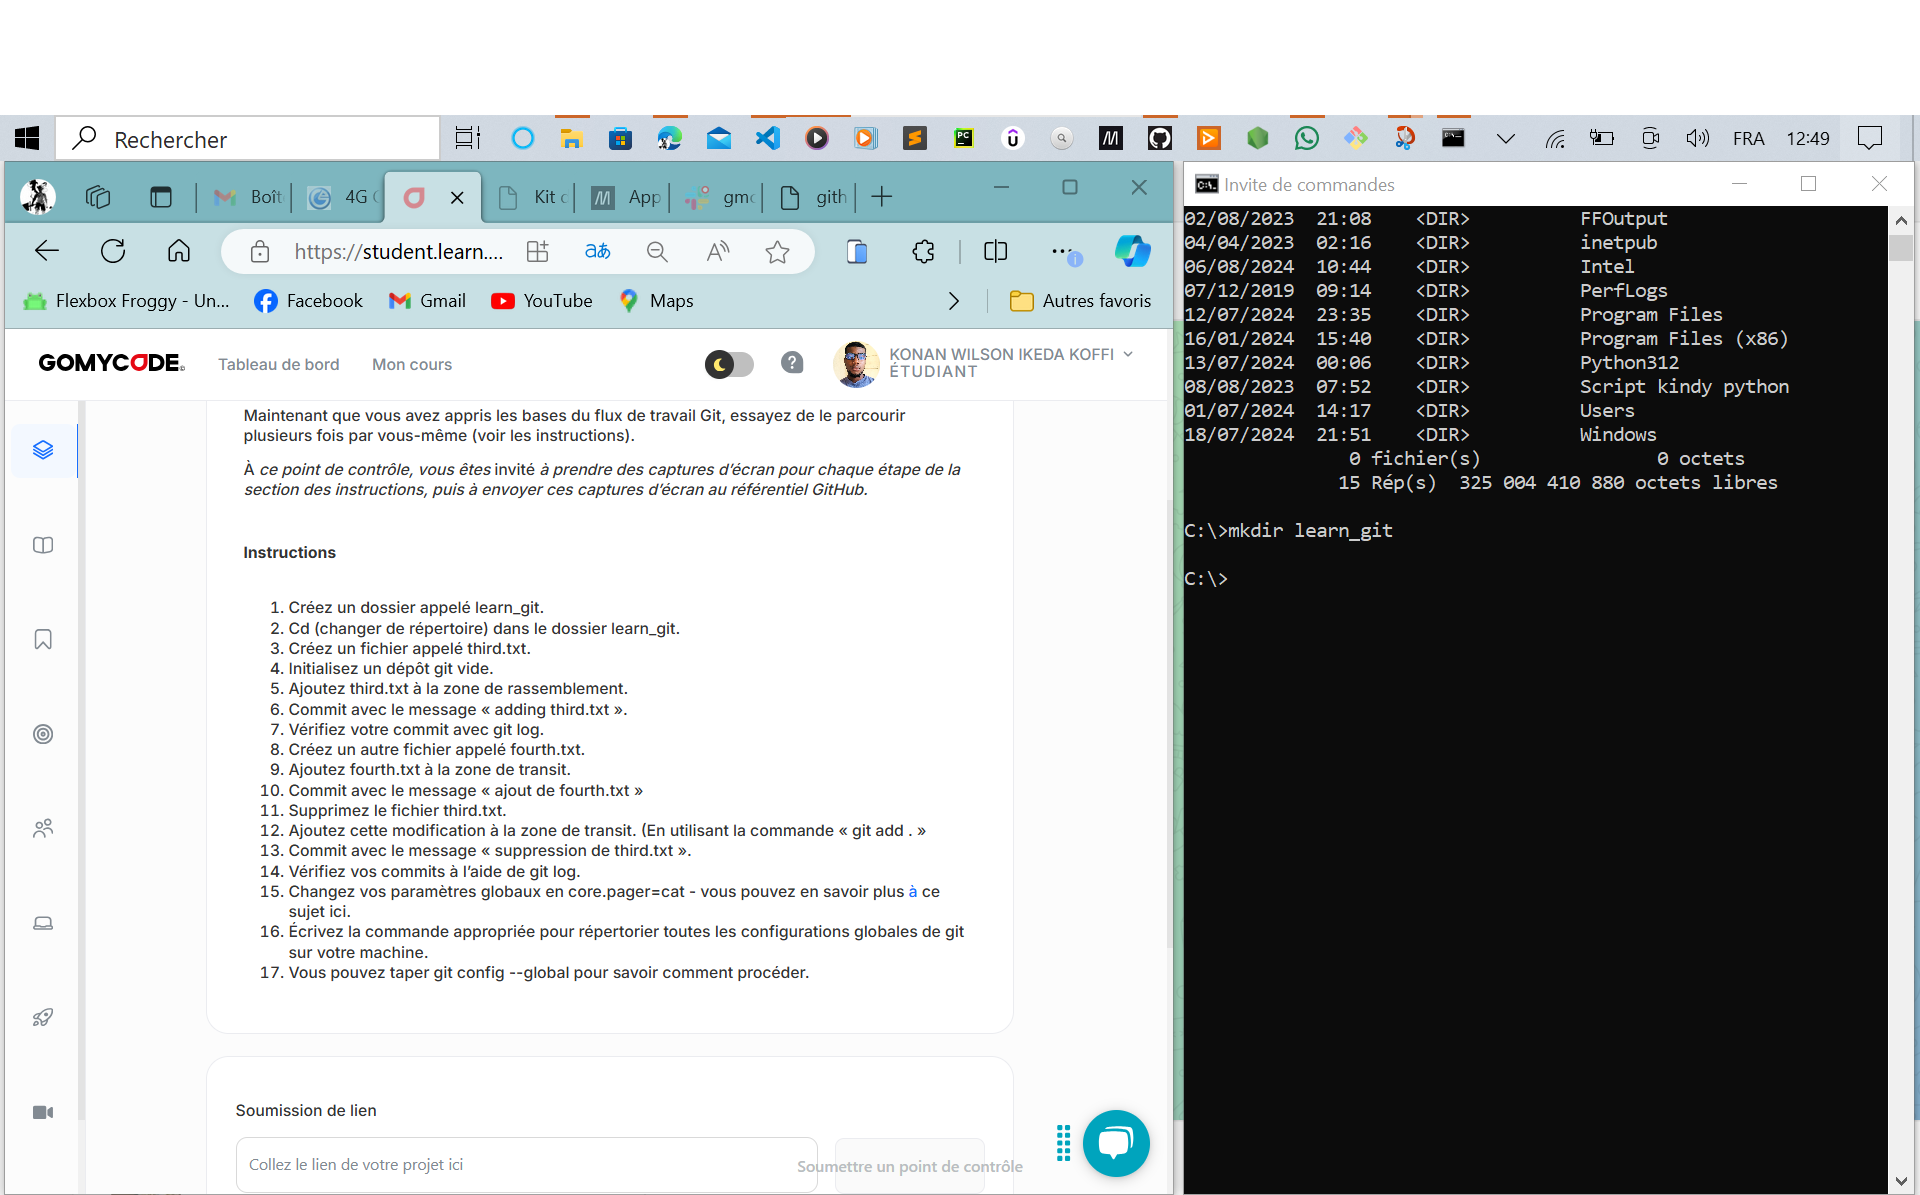 Rechercher
FRA
12:49
Boît
4G
Kit c
App
gmc
gith
https://student.learn....
Flexbox Froggy - Un...
Facebook
Gmail
YouTube
Maps
Autres favoris
GOMYCODE
Tableau de bord
Mon cours
KONAN WILSON IKEDA KOFFI
ÉTUDIANT
Maintenant que vous avez appris les bases du flux de travail Git, essayez de le parcourir
plusieurs fois par vous-même (voir les instructions).
À ce point de contrôle, vous êtes invité à prendre des captures d’écran pour chaque étape de la
section des instructions, puis à envoyer ces captures d’écran au référentiel GitHub.
Instructions
1. Créez un dossier appelé learn_git.
2. Cd (changer de répertoire) dans le dossier learn_git.
3. Créez un fichier appelé third.txt.
4. Initialisez un dépôt git vide.
5. Ajoutez third.txt à la zone de rassemblement.
6. Commit avec le message « adding third.txt ».
7. Vérifiez votre commit avec git log.
8. Créez un autre fichier appelé fourth.txt.
9. Ajoutez fourth.txt à la zone de transit.
10. Commit avec le message « ajout de fourth.txt »
11. Supprimez le fichier third.txt.
12. Ajoutez cette modification à la zone de transit. (En utilisant la commande « git add . »
13. Commit avec le message « suppression de third.txt ».
14. Vérifiez vos commits à l’aide de git log.
15. Changez vos paramètres globaux en core.pager=cat - vous pouvez en savoir plus à ce
sujet ici.
16. Écrivez la commande appropriée pour répertorier toutes les configurations globales de git
sur votre machine.
17. Vous pouvez taper git config --global pour savoir comment procéder.
Soumission de lien
Collez le lien de votre projet ici
Soumettre un point de contrôle
Invite de commandes
02/08/2023  21:08    <DIR>          FFOutput
04/04/2023  02:16    <DIR>          inetpub
06/08/2024  10:44    <DIR>          Intel
07/12/2019  09:14    <DIR>          PerfLogs
12/07/2024  23:35    <DIR>          Program Files
16/01/2024  15:40    <DIR>          Program Files (x86)
13/07/2024  00:06    <DIR>          Python312
08/08/2023  07:52    <DIR>          Script kindy python
01/07/2024  14:17    <DIR>          Users
18/07/2024  21:51    <DIR>          Windows
0 fichier(s)                0 octets
15 Rép(s)  325 004 410 880 octets libres
C:\>mkdir learn_git
C:\>